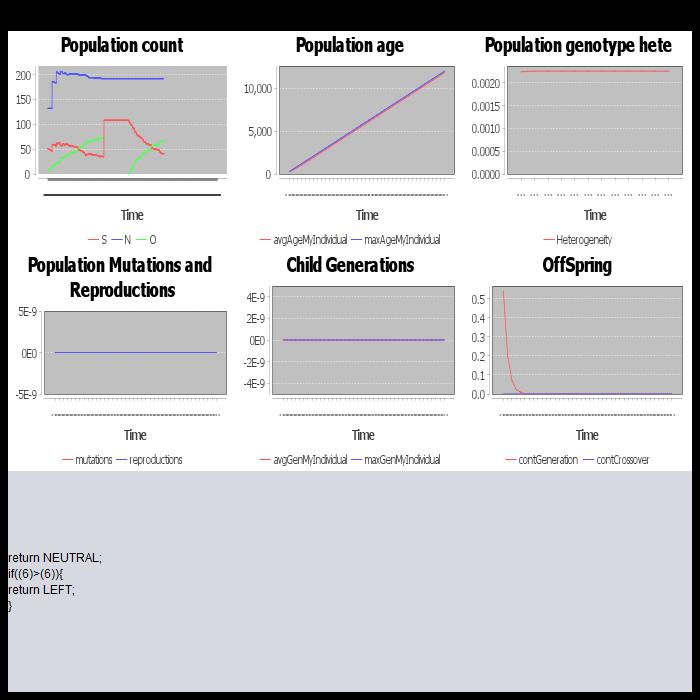 Population count
200
150
100
50
0
Time
S N O
Population age
10,000
5,000
0
Time
avgAgeMyIndividual maxAgeMyIndividual
Population genotype hete
0.0020
0.0015
0.0010
0.0005
0.0000
Time
Heterogeneity
Population Mutations and
Reproductions
5E-9
0E0
-5E-9
Time
mutations reproductions
Child Generations
4E-9
2E-9
0E0
-2E-9
-4E-9
Time
avgGenMyIndividual maxGenMyIndividual
OffSpring
0.5
0.4
0.3
0.2
0.1
0.0
Time
contGeneration contCrossover
return NEUTRAL;
if((6)>(6)){
return LEFT;
}